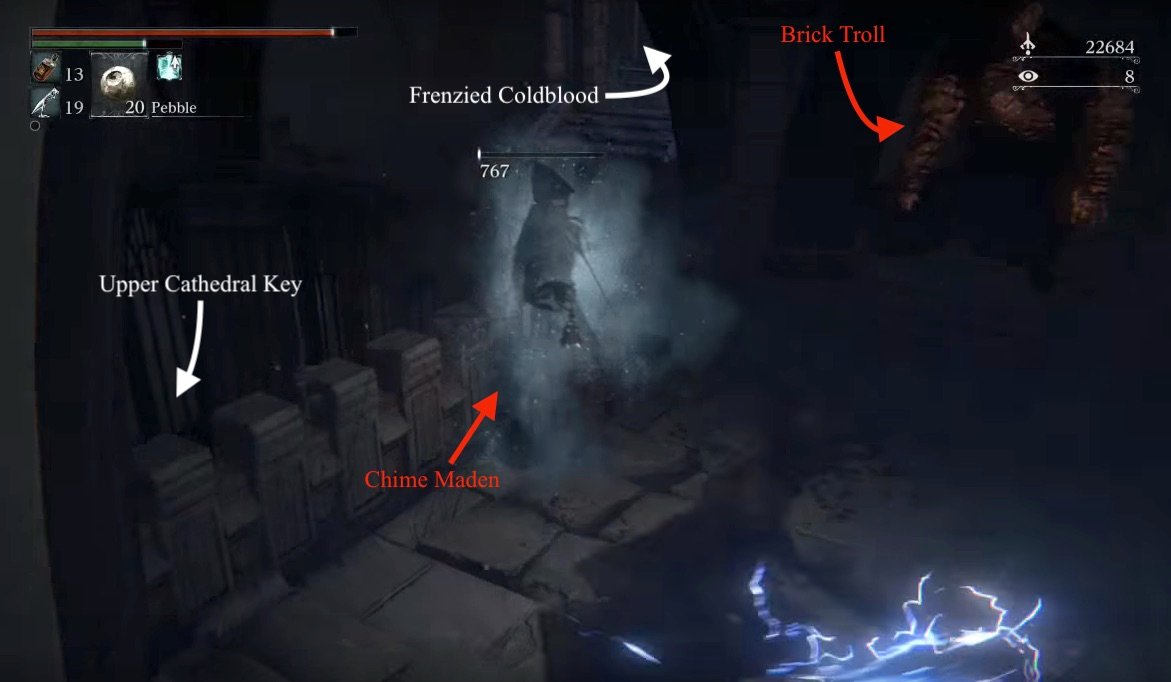 Brick Troll
22684
13
Frenzied Coldblood
8
19
20 Pebble
767
Upper Cathedral Key
Chime Maden